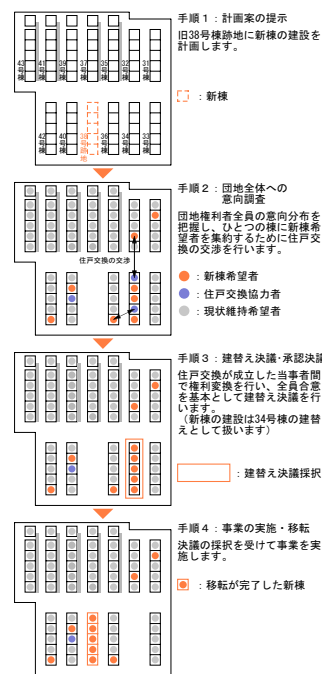 手順１：計画案の提示
旧38号棟跡地に新棟の建設を
計画します。
：新棟
43号棟
41号棟
39号棟
37号棟
35号棟
32号棟
31号棟
42号棟
40号棟
38号棟跡地
36号棟
34号棟
33号棟
手順２：団地全体への
意向調査
団地権利者全員の意向分布を
把握し、ひとつの棟に新棟希
望者を集約するために住戸交
換の交渉を行います。
住戸交換の交渉
：新棟希望者
：住戸交換協力者
：現状維持希望者
手順３：建替え決議・承認決議
住戸交換が成立した当事者間
で権利変換を行い、全員合意
を基本として建替え決議を行
います。
（新棟の建設は34号棟の建替
えとして扱います）
：建替え決議採択
手順４：事業の実施・移転
決議の採択を受けて事業を実
施します。
：移転が完了した新棟